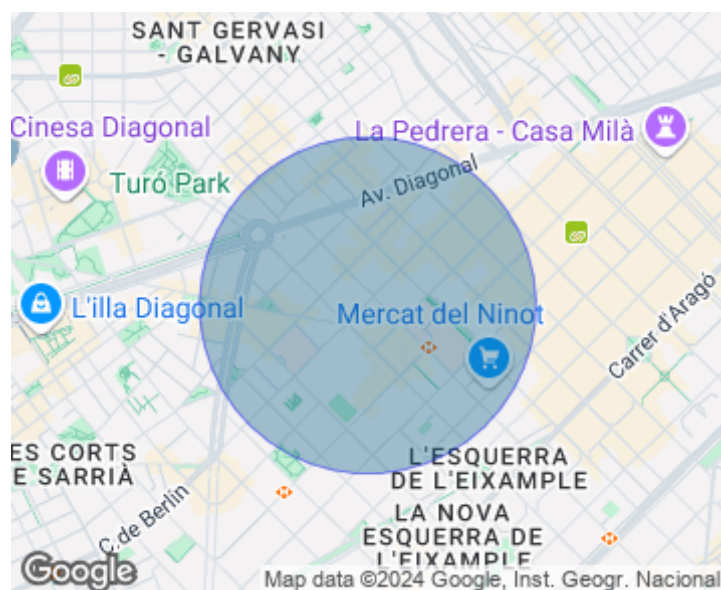 SANT GERVASI
- GALVANY
Cinesa Diagonal
La Pedrera - Casa Milà
Turó Park
Av. Diagonal
L'illa Diagonal
Mercat del Ninot
Carrer d'Aragó
ES CORTS
E SARRIÀ
L'ESQUERRA
DE L'EIXAMPLE
C. de Berlín
LA NOVA
ESQUERRA DE
L'EIXAMPLE
Google
Map data ©2024 Google, Inst. Geogr. Nacional